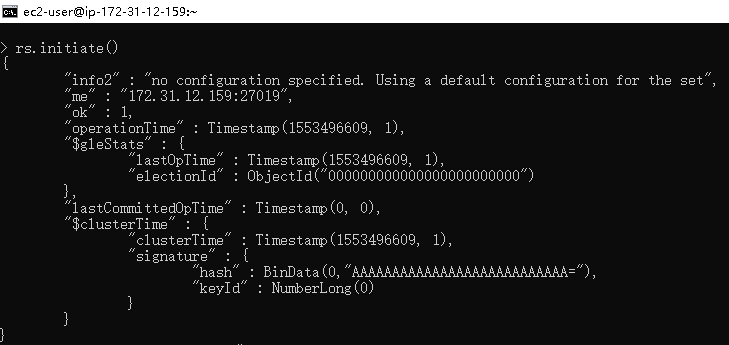 ec2-user@ip-172-31-12-159:~
> rs.initiate()
{
"info2" : "no configuration specified. Using a default configuration for the set",
"me" : "172.31.12.159:27019",
"ok" : 1,
"operationTime" : Timestamp(1553496609, 1),
"$gleStats" : {
"lastOpTime" : Timestamp(1553496609, 1),
"electionId" : ObjectId("000000000000000000000000")
},
"lastCommittedOpTime" : Timestamp(0, 0),
"$clusterTime" : {
"clusterTime" : Timestamp(1553496609, 1),
"signature" : {
"hash" : BinData(0,"AAAAAAAAAAAAAAAAAAAAAAAAAAA="),
"keyId" : NumberLong(0)
}
}
}